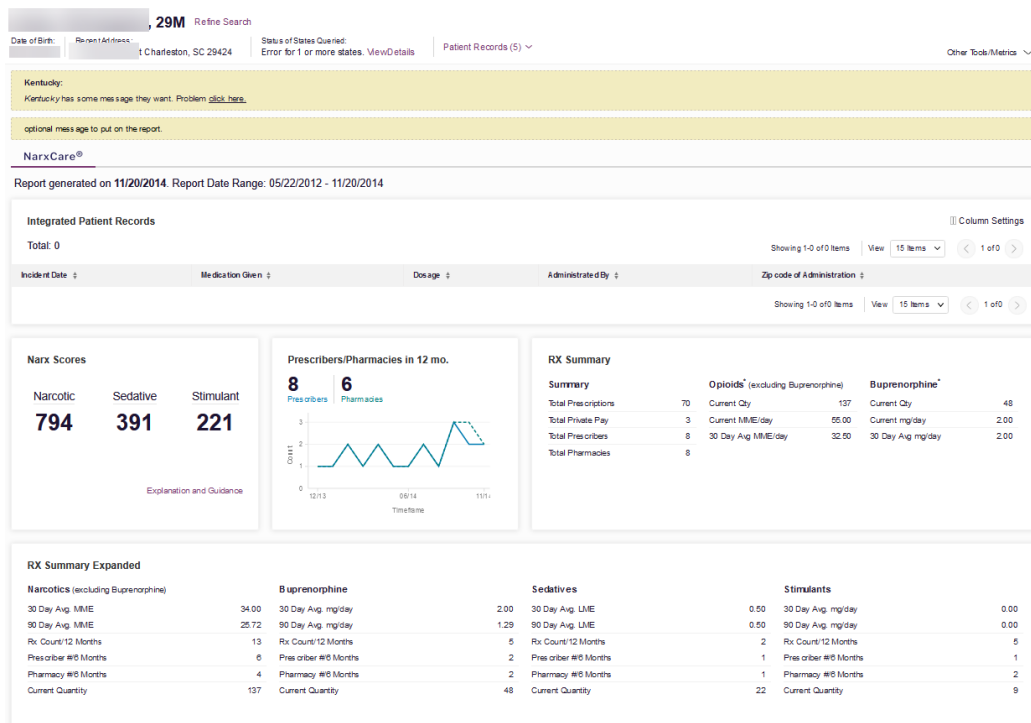 , 29M Refine Search
Date of Birth: Recent Address: Status of States Queried: Patient Records (5)
t Charleston, SC 29424 Error for 1 or more states. ViewDetails
Other Tools/Metrics
Kentucky:
Kentucky has some message they want. Problem click here.
optional message to put on the report.
NarxCare®
Report generated on 11/20/2014. Report Date Range: 05/22/2012 - 11/20/2014
Integrated Patient Records
Column Settings
Total: 0
Showing 1-0 of 0 Items View 15 Items 1 of 0
Incident Date Medication Given Dosage Administrated By Zip code of Administration
Showing 1-0 of0 Items View 15 Items 1 of0
Narx Scores
Narcotic Sedative Stimulant
794 391 221
Explanation and Guidance
Prescribers/Pharmacies in 12 mo.
8 6
Prescribers Pharmacies
3
2
1
0
Count
12/13 06/14 11/1
Timeframe
RX Summary
Summary Opioids* (excluding Buprenorphine) Buprenorphine*
Total Prescriptions 70 Current Qty 137 Current Qty 48
Total Private Pay 3 Current MME/day 55.00 Current mg/day 2.00
Total Prescribers 8 30 Day Avg MME/day 32.50 30 Day Avg mg/day 2.00
Total Pharmacies 8
RX Summary Expanded
Narcotics (excluding Buprenorphine) Buprenorphine Sedatives Stimulants
30 Day Avg. MME 34.00 30 Day Avg. mg/day 2.00 30 Day Avg. LME 0.50 30 Day Avg. mg/day 0.00
90 Day Avg. MME 25.72 90 Day Avg. mg/day 1.29 90 Day Avg. LME 0.50 90 Day Avg. mg/day 0.00
Rx Count/12 Months 13 Rx Count/12 Months 5 Rx Count/12 Months 2 Rx Count/12 Months 5
Prescriber #/6 Months 6 Prescriber #/6 Months 2 Prescriber #/6 Months 1 Prescriber #/6 Months 1
Pharmacy #/6 Months 4 Pharmacy #/6 Months 2 Pharmacy #/6 Months 1 Pharmacy #/6 Months 2
Current Quantity 137 Current Quantity 48 Current Quantity 22 Current Quantity 9